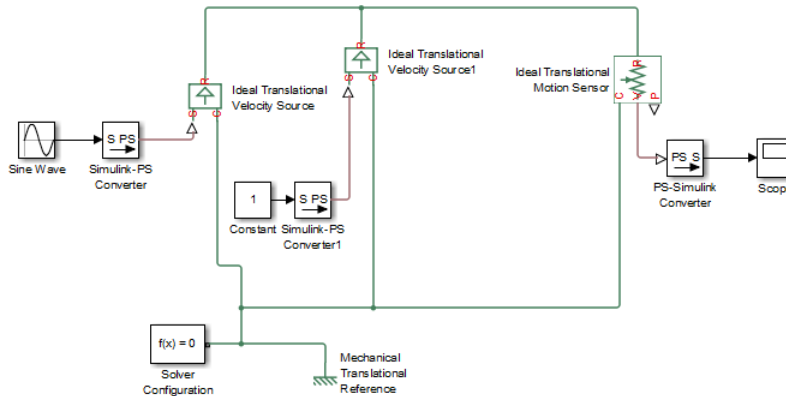 R
Ideal Translational
Velocity Source1
S
C
R
Ideal Translational
Velocity Source
S
C
Ideal Translational
Motion Sensor
R
C
V
P
Sine Wave
S PS
Simulink-PS
Converter
1
Constant
S PS
Simulink-PS
Converter1
PS S
PS-Simulink
Converter
Scop
f(x) = 0
Solver
Configuration
Mechanical
Translational
Reference